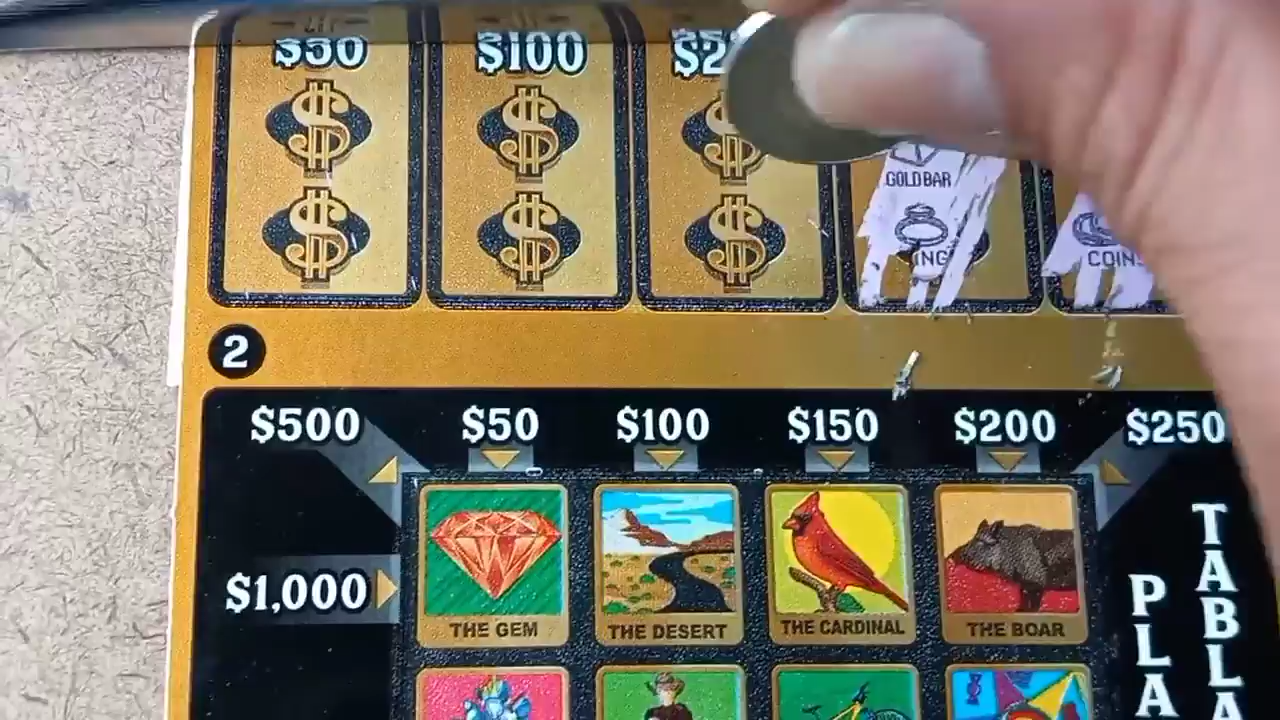 $50 $100
GOLD BAR
2
$500 $50 $100 $150 $200 $250
$1,000
THE GEM THE DESERT THE CARDINAL THE BOAR
TABLA
PLA